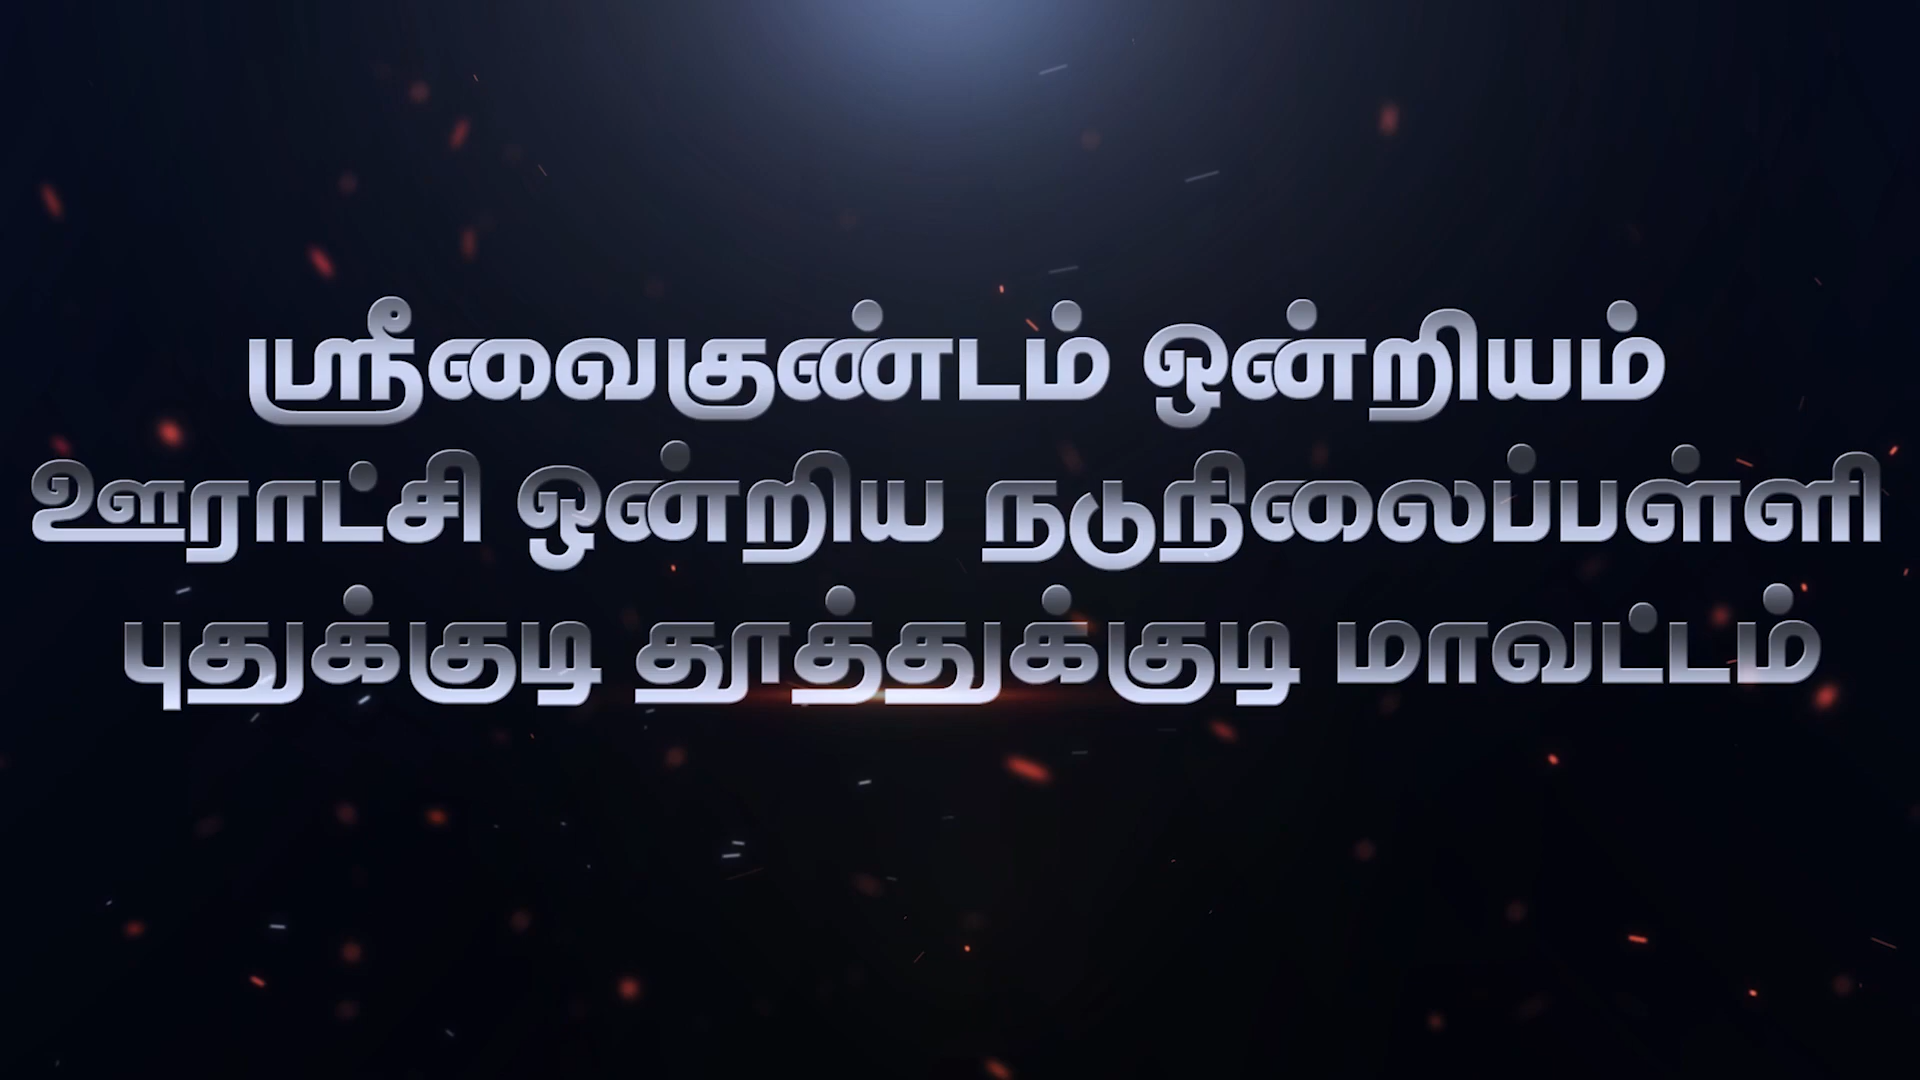 ஸ்ரீவைகுண்டம் ஒன்றியம்
ஊராட்சி ஒன்றிய நடுநிலைப்பள்ளி
புதுக்குடி தூத்துக்குடி மாவட்டம்